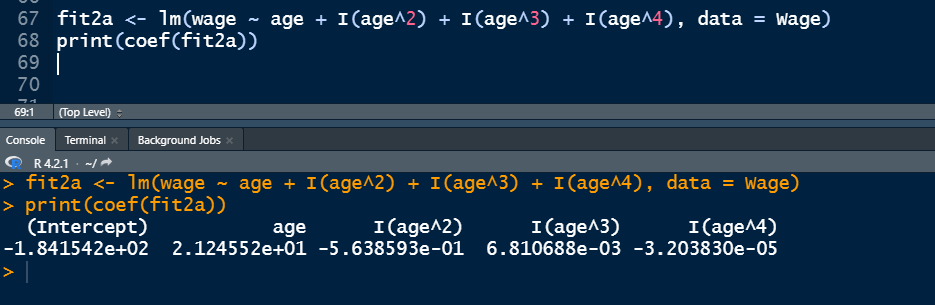 67 fit2a <- lm(wage ~ age + I(age^2) + I(age^3) + I(age^4), data = Wage)
68 print(coef(fit2a))
69
70
69:1 (Top Level)
Console Terminal Background Jobs
R 4.2.1 · ~/
> fit2a <- lm(wage ~ age + I(age^2) + I(age^3) + I(age^4), data = Wage)
> print(coef(fit2a))
(Intercept) age I(age^2) I(age^3) I(age^4)
-1.841542e+02 2.124552e+01 -5.638593e-01 6.810688e-03 -3.203830e-05
>